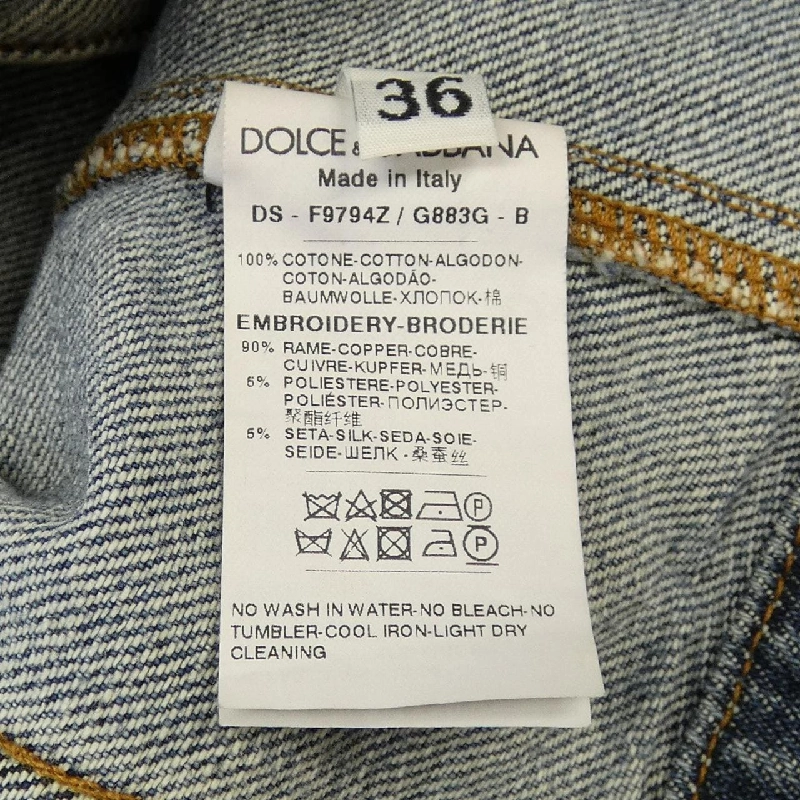 36
DOLCE & GABBANA
Made in Italy
DS - F9794Z / G883G - B
100% COTONE-COTTON-ALGODON-
COTON-ALGODÃO-
BAUMWOLLE-ХЛОПОК-棉
EMBROIDERY-BRODERIE
90% RAME-COPPER-COBRE-
CUIVRE-KUPFER-МЕДЬ-铜
5% POLIESTERE-POLYESTER-
POLIÉSTER-ПОЛИЭСТЕР-
聚酯纤维
5% SETA-SILK-SEDA-SOIE-
SEIDE-ШЕЛК-桑蚕丝
P
P
NO WASH IN WATER-NO BLEACH-NO
TUMBLER-COOL IRON-LIGHT DRY
CLEANING